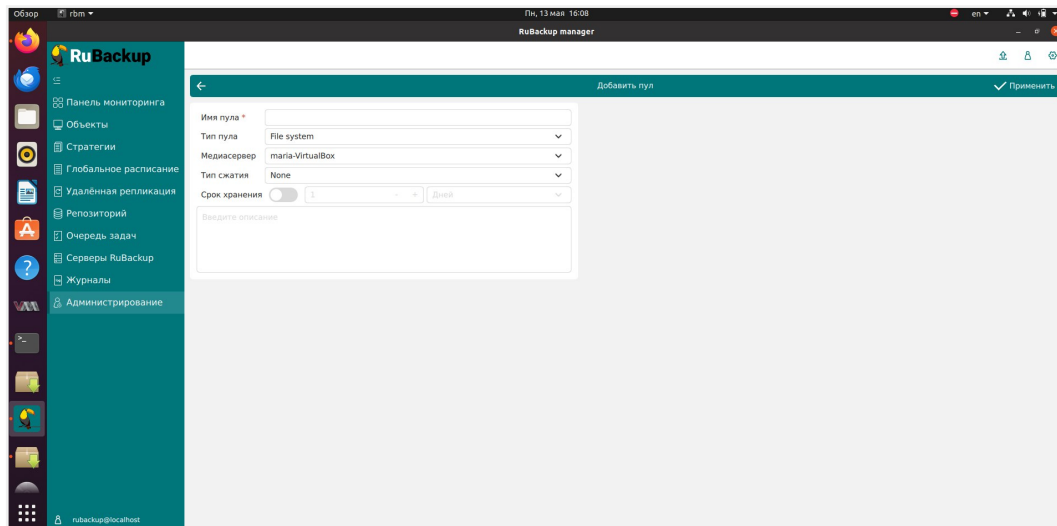 Обзор rbm Пн, 13 мая 16:08 en
RuBackup manager
RuBackup
Добавить пул Применить
Панель мониторинга
Объекты
Стратегии
Глобальное расписание
Удалённая репликация
Репозиторий
Очередь задач
Серверы RuBackup
Журналы
Администрирование
Имя пула *
Тип пула File system
Медиасервер maria-VirtualBox
Тип сжатия None
Срок хранения 1 - + Дней
Введите описание
rubackup@localhost